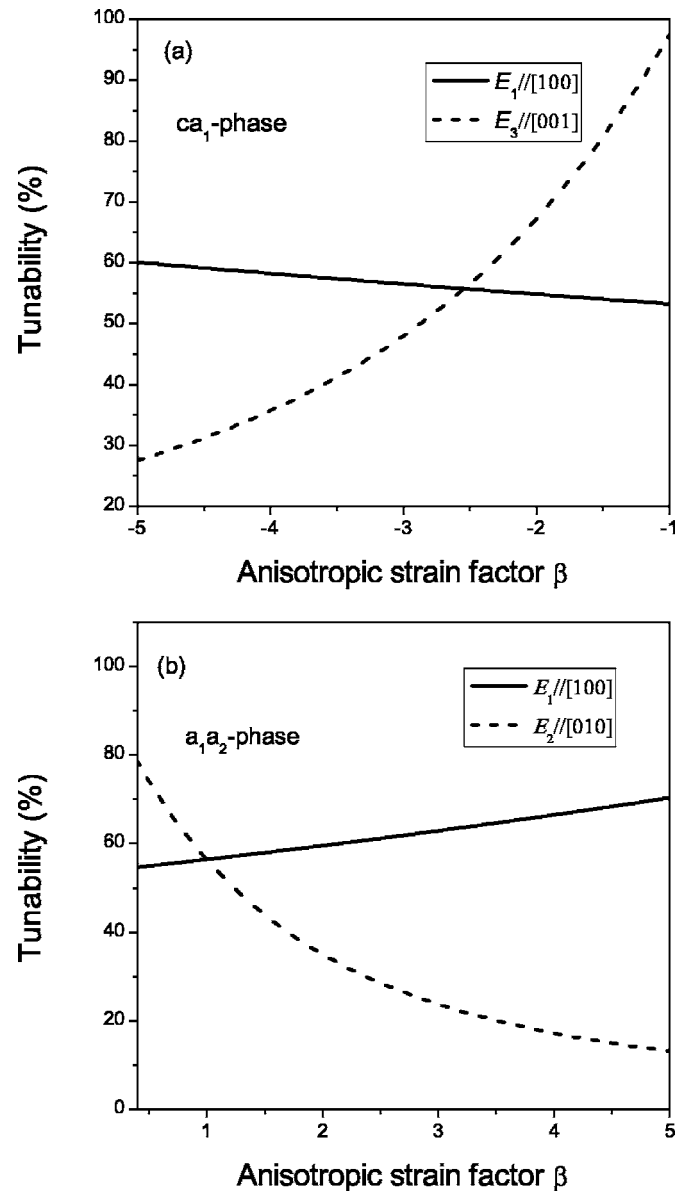 100
(a)
E₁//[100]
90
E₃//[001]
ca₁-phase
80
70
60
50
40
30
20
Tunability (%)
-5 -4 -3 -2 -1
Anisotropic strain factor β
(b)
100
E₁//[100]
E₂//[010]
a₁a₂-phase
80
60
40
20
0
Tunability (%)
1 2 3 4 5
Anisotropic strain factor β